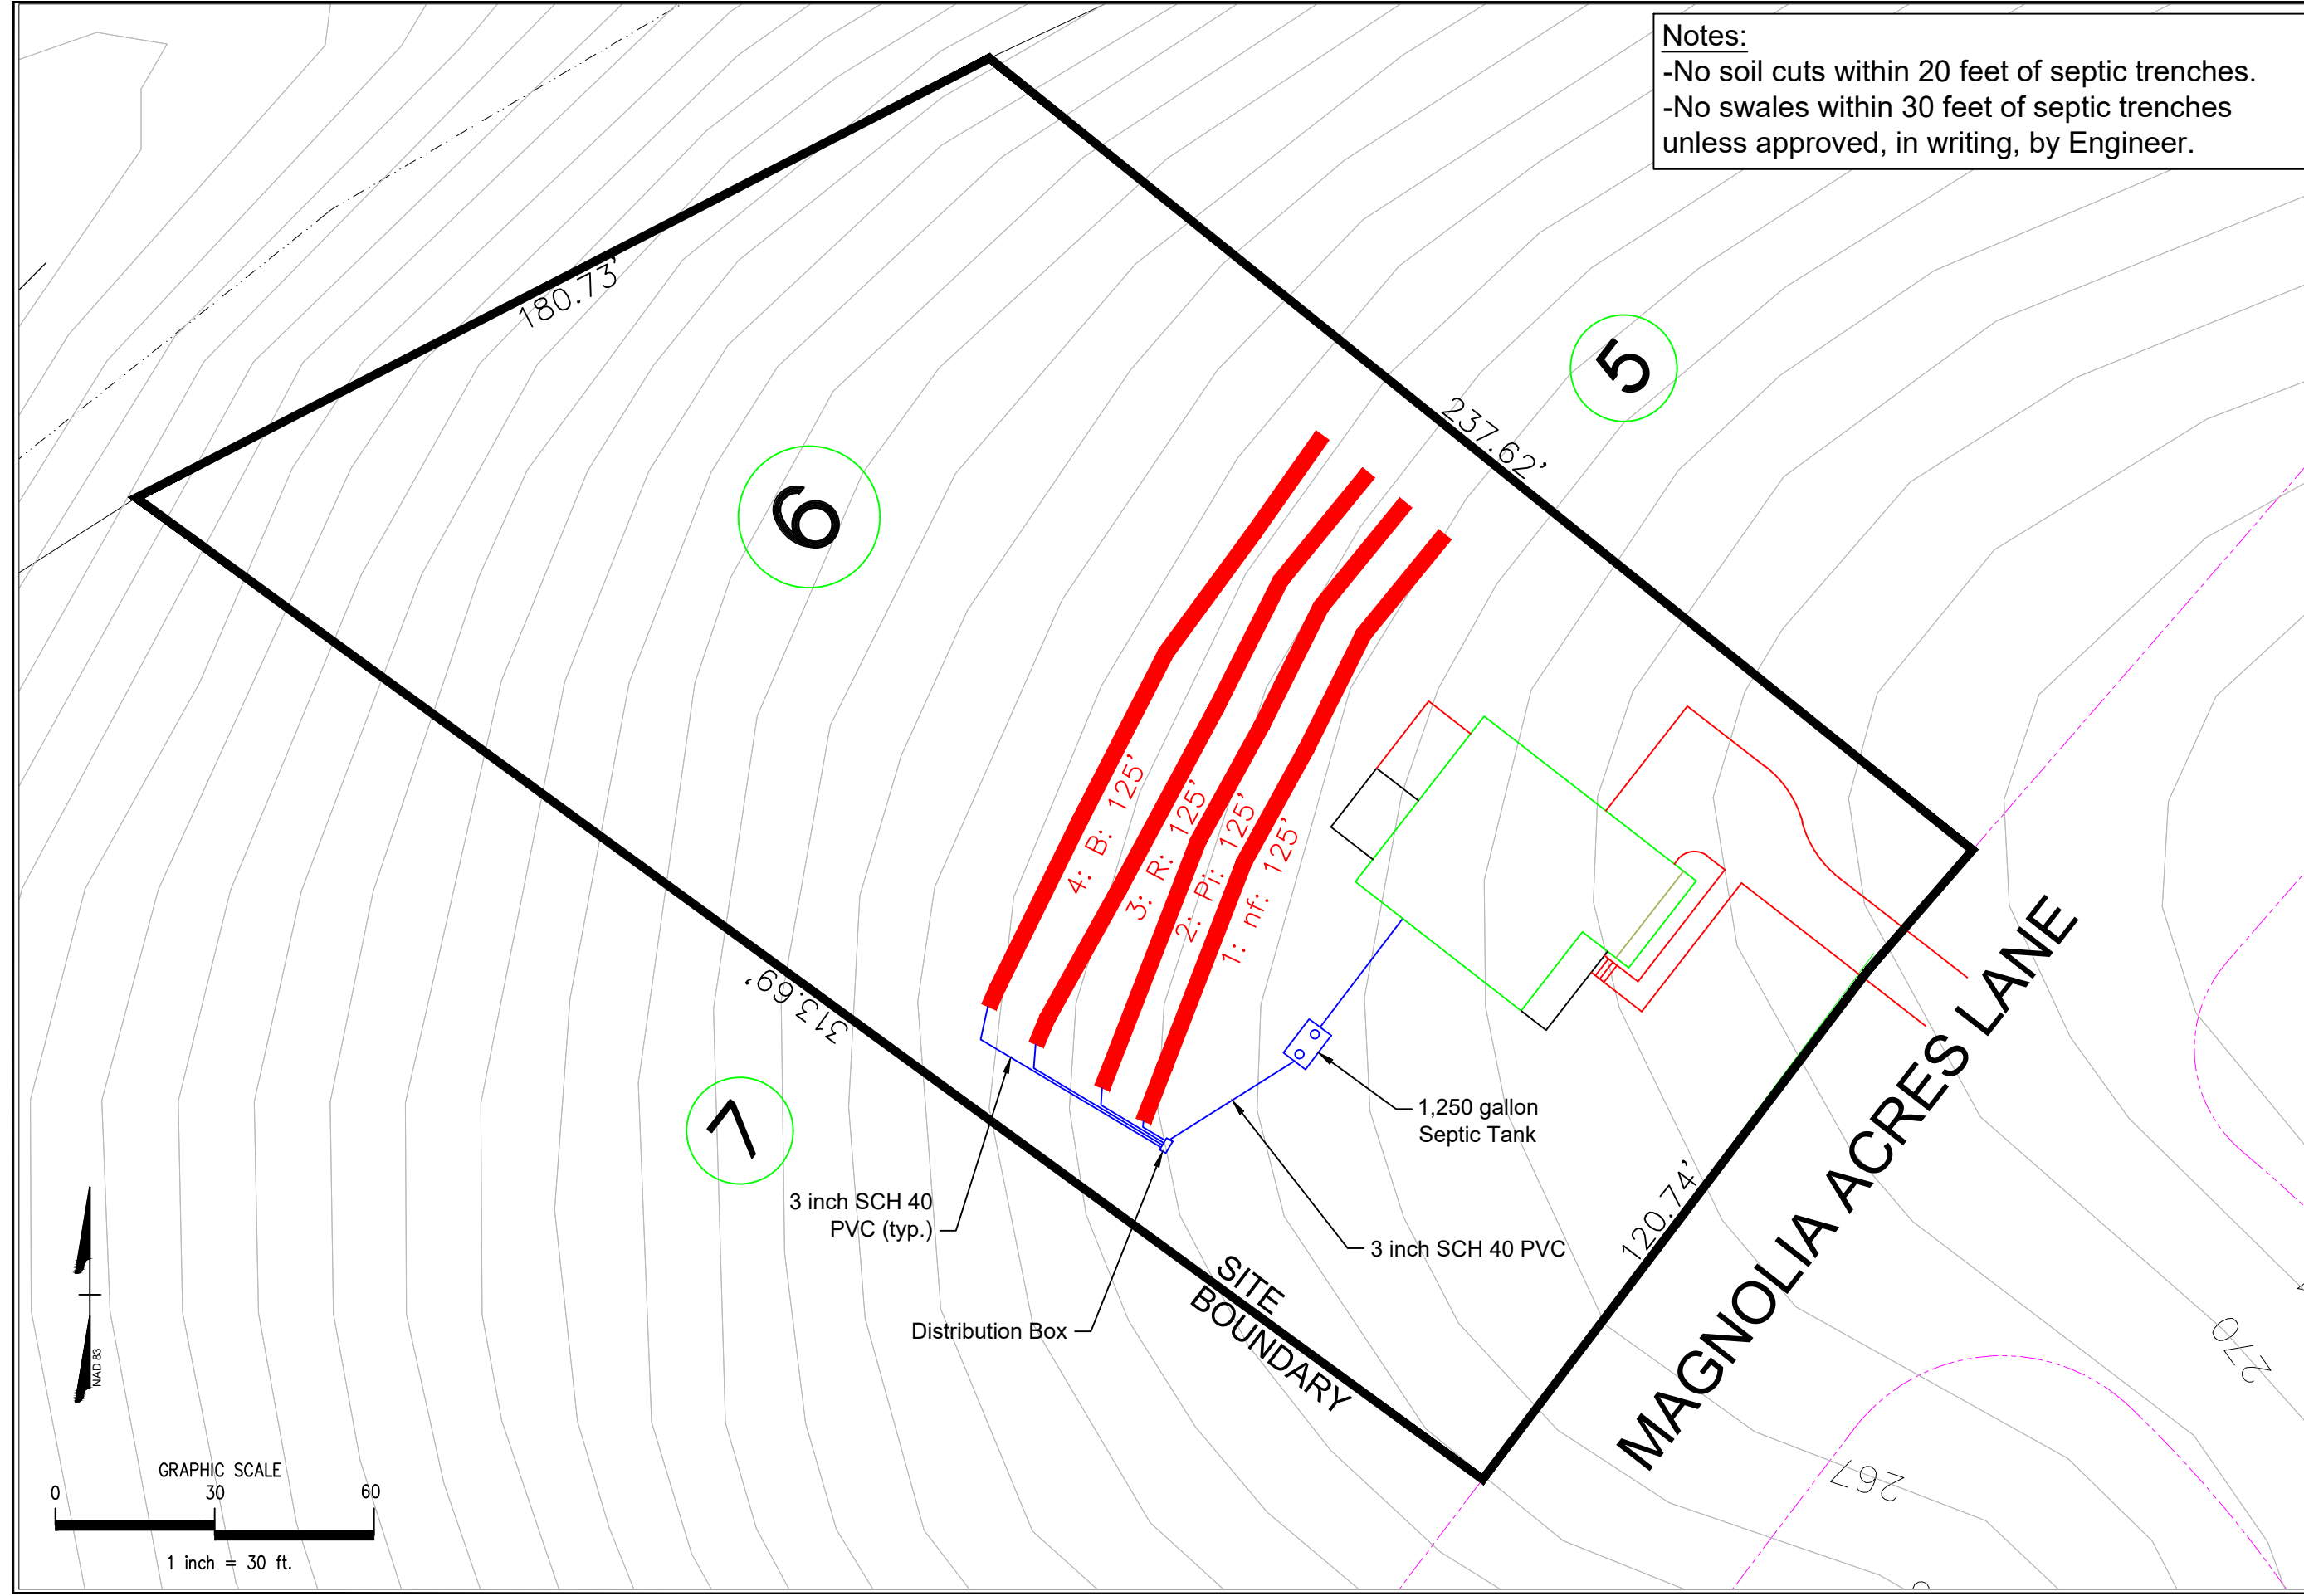 Notes:
-No soil cuts within 20 feet of septic trenches.
-No swales within 30 feet of septic trenches
unless approved, in writing, by Engineer.
180.73'
5
237.62'
6
4: B: 125'
3: R: 125'
2: Pi: 125'
1: nf: 125'
313.69'
7
1,250 gallon
Septic Tank
3 inch SCH 40
PVC (typ.)
3 inch SCH 40 PVC
Distribution Box
SITE
BOUNDARY
120.74'
MAGNOLIA ACRES LANE
270
267
NAD 83
GRAPHIC SCALE
0 30 60
1 inch = 30 ft.